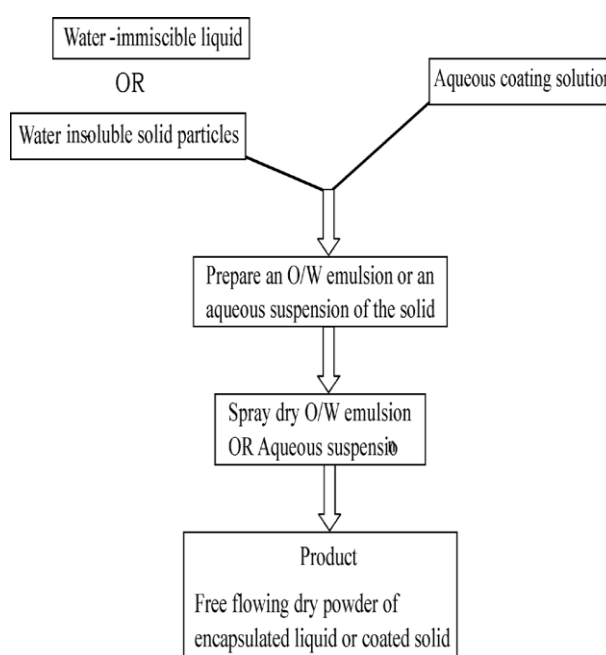 Water-immiscible liquid
OR
Water insoluble solid particles
Aqueous coating solution
Prepare an O/W emulsion or an
aqueous suspension of the solid
Spray dry O/W emulsion
OR Aqueous suspension
Product
Free flowing dry powder of
encapsulated liquid or coated solid